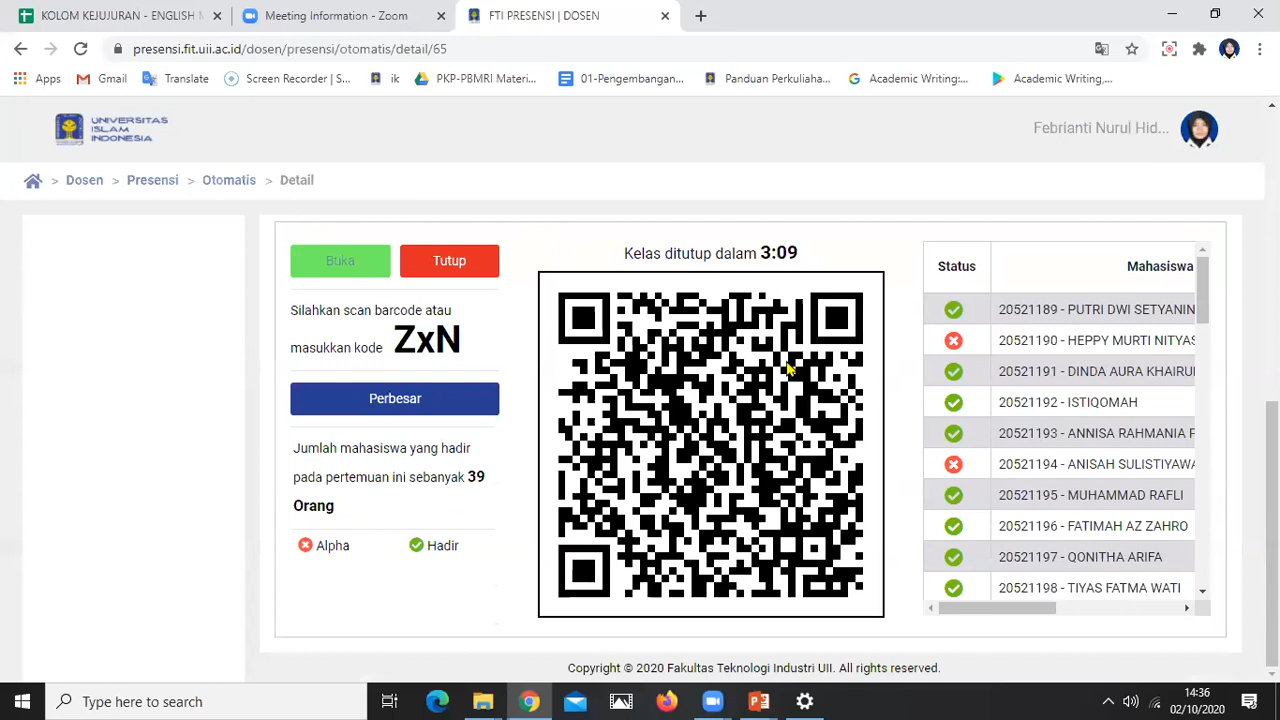 KOLOM KEJUJURAN - ENGLISH M
Meeting Information - Zoom
FTI PRESENSI | DOSEN
presensi.fit.uii.ac.id/dosen/presensi/otomatis/detail/65
Apps
Gmail
Translate
Screen Recorder | S...
ik
PKP-PBMRI Materi...
01-Pengembangan...
Panduan Perkuliaha...
Academic Writing:...
Academic Writing,...
UNIVERSITAS
ISLAM
INDONESIA
Febrianti Nurul Hid...
> Dosen > Presensi > Otomatis > Detail
Buka
Tutup
Silahkan scan barcode atau
masukkan kode ZxN
Perbesar
Jumlah mahasiswa yang hadir
pada pertemuan ini sebanyak 39
Orang
Alpha
Hadir
Kelas ditutup dalam 3:09
Status
Mahasiswa
20521189 - PUTRI DWI SETYANIN
20521190 - HEPPY MURTI NITYAS
20521191 - DINDA AURA KHAIRU
20521192 - ISTIQOMAH
20521193 - ANNISA RAHMANIA
20521194 - ANISAH SULISTIYAWA
20521195 - MUHAMMAD RAFLI
20521196 - FATIMAH AZ ZAHRO
20521197 - QONITHA ARIFA
20521198 - TIYAS FATMA WATI
Copyright © 2020 Fakultas Teknologi Industri UII. All rights reserved.
Type here to search
14:36
02/10/2020